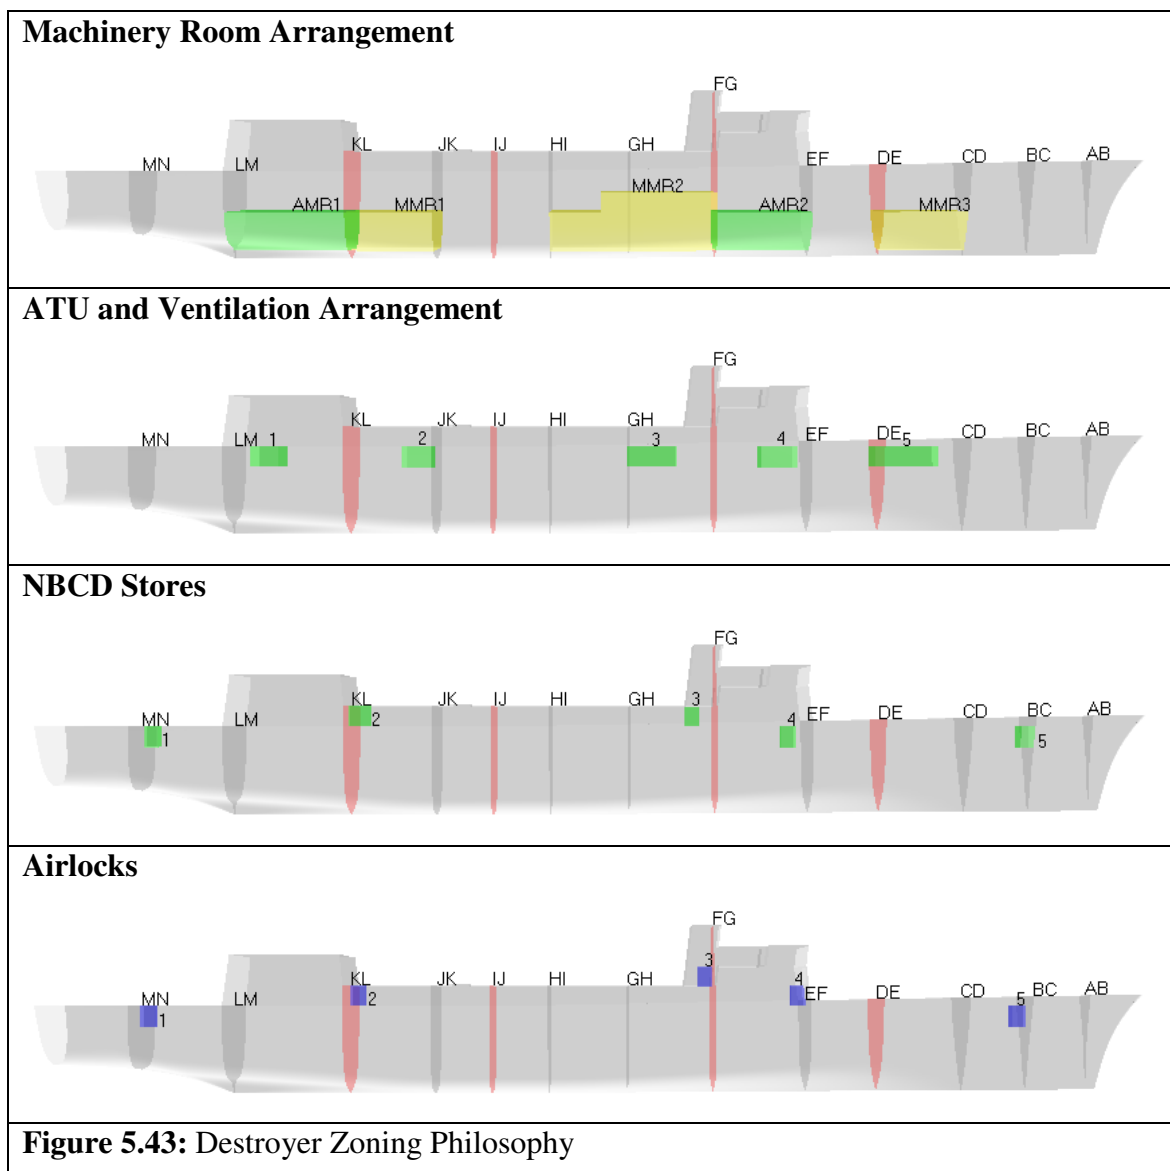 Machinery Room Arrangement
FG
KL JK IJ HI GH
MN LM EF DE CD BC AB
MMR2
AMR1 MMR1 AMR2 MMR3
ATU and Ventilation Arrangement
FG
KL JK IJ HI GH
MN LM 1 2 3 4 EF DE 5 CD BC AB
NBCD Stores
FG
KL JK IJ HI GH 3
MN LM 2 4 EF DE CD BC AB
1 5
Airlocks
FG
3
KL JK IJ HI GH 4
MN LM 2 EF DE CD 5 BC AB
1
Figure 5.43: Destroyer Zoning Philosophy